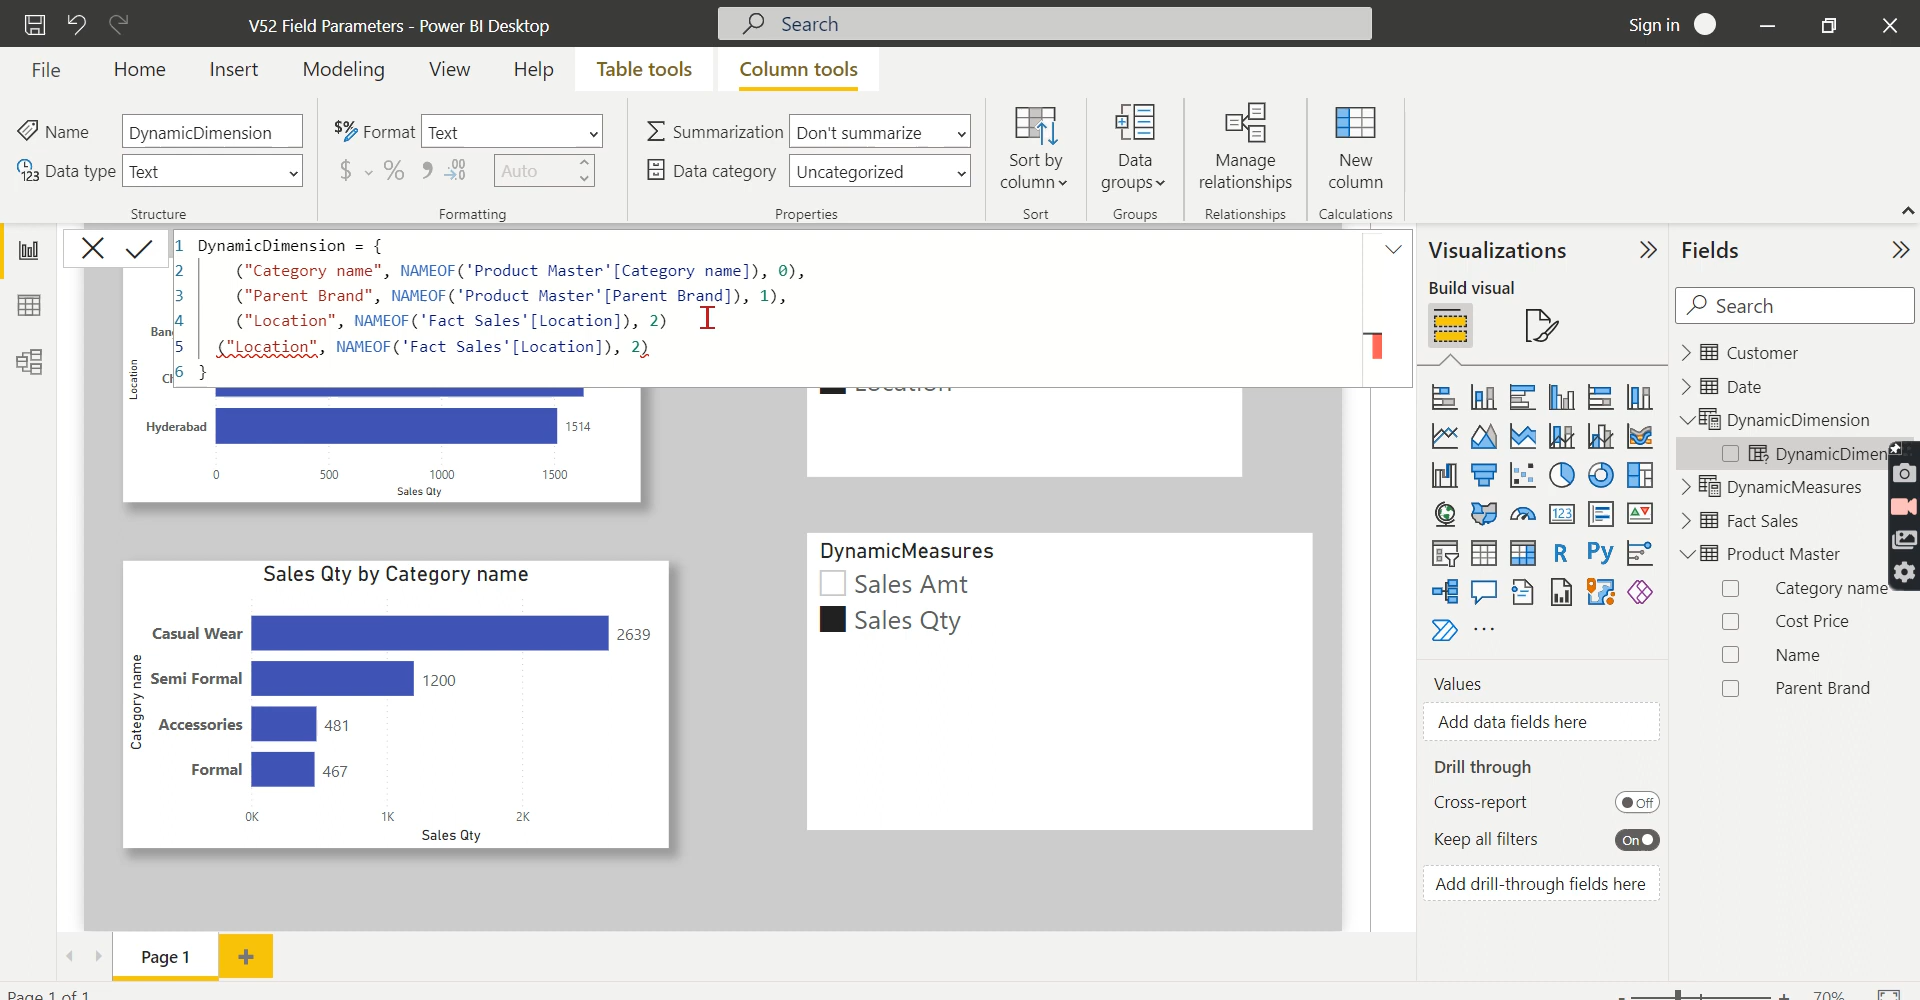 V52 Field Parameters - Power BI Desktop
Search
Sign in
File
Home
Insert
Modeling
View
Help
Table tools
Column tools
Name
DynamicDimension
Data type
Text
Structure
$% Format
Text
$
%
Auto
Formatting
Summarization
Don't summarize
Data category
Uncategorized
Properties
Sort by
column
Sort
Data
groups
Groups
Manage
relationships
Relationships
New
column
Calculations
1 DynamicDimension = {
2 ("Category name", NAMEOF('Product Master'[Category name]), 0),
3 ("Parent Brand", NAMEOF('Product Master'[Parent Brand]), 1),
4 ("Location", NAMEOF('Fact Sales'[Location]), 2)
5 ("Location", NAMEOF('Fact Sales'[Location]), 2)
6 }
Location
Ban
Ch
Hyderabad
1514
0
500
1000
1500
Sales Qty
Location
Sales Qty by Category name
Category name
Casual Wear
2639
Semi Formal
1200
Accessories
481
Formal
467
0K
1K
2K
Sales Qty
DynamicMeasures
Sales Amt
Sales Qty
Visualizations
Build visual
123
R
Py
...
Values
Add data fields here
Drill through
Cross-report
Off
Keep all filters
On
Add drill-through fields here
Fields
Search
Customer
Date
DynamicDimension
DynamicDimen
DynamicMeasures
Fact Sales
Product Master
Category name
Cost Price
Name
Parent Brand
Page 1
Page 1 of 1
70%